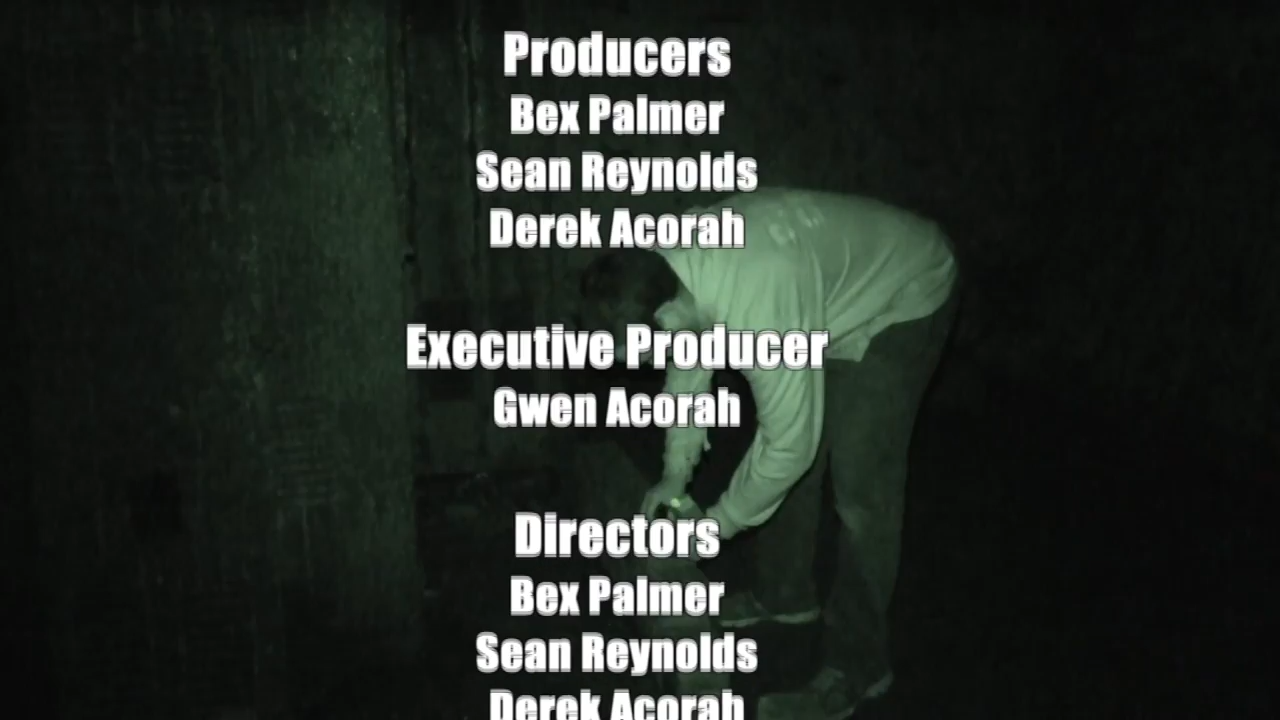 Producers
Bex Palmer
Sean Reynolds
Derek Acorah
Executive Producer
Gwen Acorah
Directors
Bex Palmer
Sean Reynolds
Derek Acorah